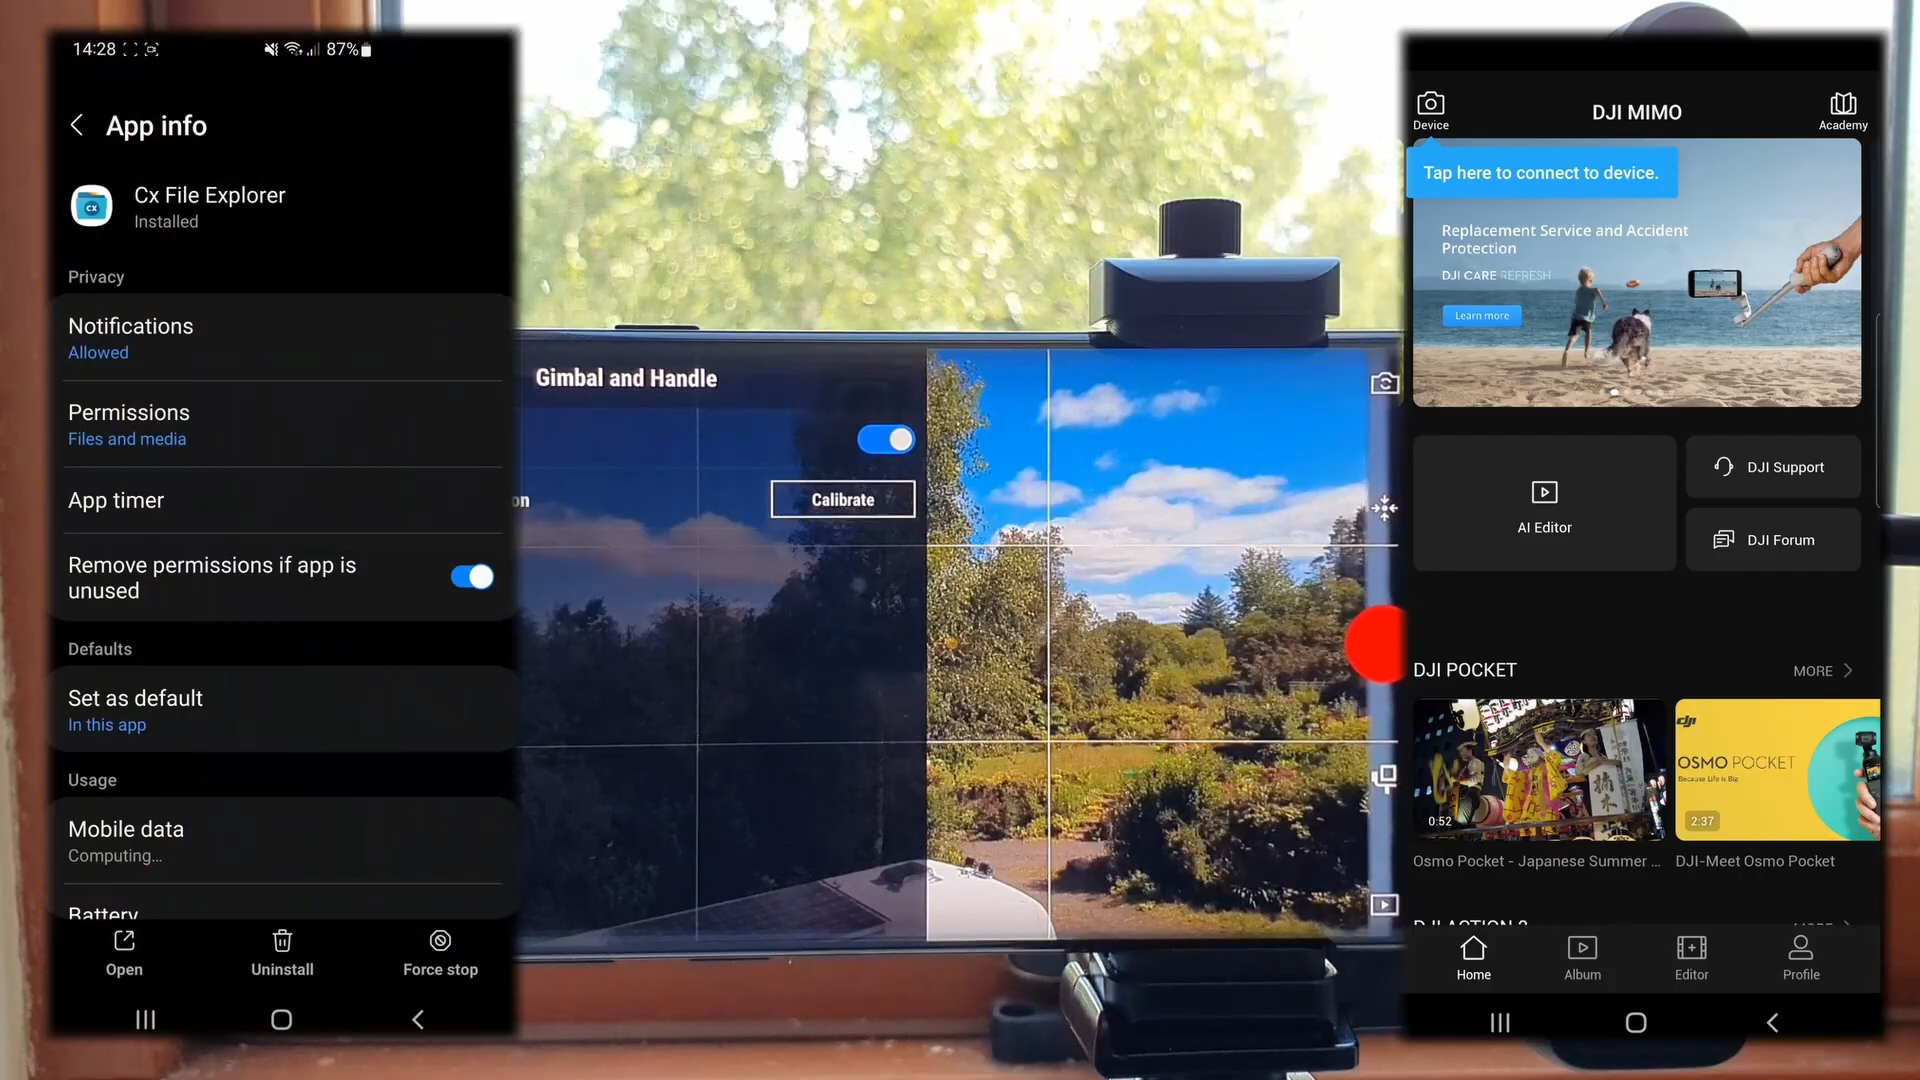 14:28
87%
App info
Cx File Explorer
Installed
Privacy
Notifications
Allowed
Permissions
Files and media
App timer
Remove permissions if app is
unused
Defaults
Set as default
In this app
Usage
Mobile data
Computing...
Battery
Open
Uninstall
Force stop
Gimbal and Handle
on
Calibrate
Device
DJI MIMO
Academy
Tap here to connect to device.
Replacement Service and Accident
Protection
DJI CARE REFRESH
Learn more
AI Editor
DJI Support
DJI Forum
DJI POCKET
MORE
0:52
Osmo Pocket - Japanese Summer ...
dji
OSMO POCKET
Because Life is Big
2:37
DJI-Meet Osmo Pocket
DJI ACTION 2
MORE
Home
Album
Editor
Profile